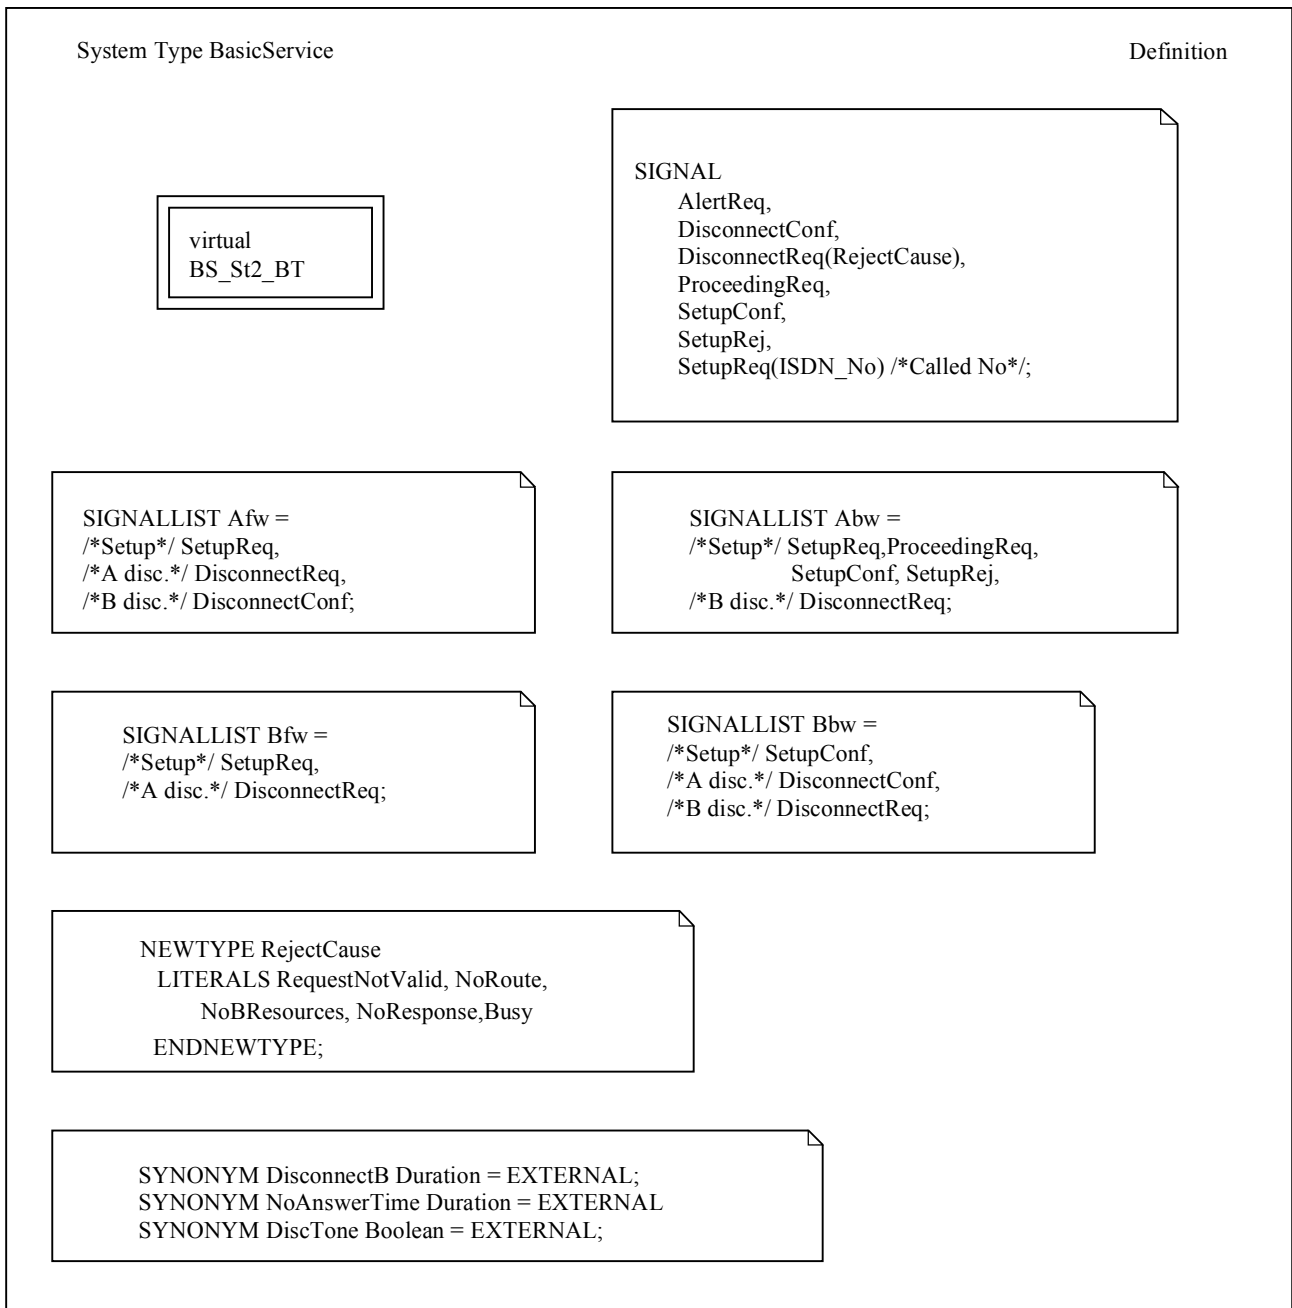 System Type BasicService
Definition
virtual
BS_St2_BT
SIGNAL
AlertReq,
DisconnectConf,
DisconnectReq(RejectCause),
ProceedingReq,
SetupConf,
SetupRej,
SetupReq(ISDN_No) /*Called No*/;
SIGNALLIST Afw =
/*Setup*/ SetupReq,
/*A disc.*/ DisconnectReq,
/*B disc.*/ DisconnectConf;
SIGNALLIST Abw =
/*Setup*/ SetupReq,ProceedingReq,
SetupConf, SetupRej,
/*B disc.*/ DisconnectReq;
SIGNALLIST Bfw =
/*Setup*/ SetupReq,
/*A disc.*/ DisconnectReq;
SIGNALLIST Bbw =
/*Setup*/ SetupConf,
/*A disc.*/ DisconnectConf,
/*B disc.*/ DisconnectReq;
NEWTYPE RejectCause
LITERALS RequestNotValid, NoRoute,
NoBResources, NoResponse,Busy
ENDNEWTYPE;
SYNONYM DisconnectB Duration = EXTERNAL;
SYNONYM NoAnswerTime Duration = EXTERNAL
SYNONYM DiscTone Boolean = EXTERNAL;